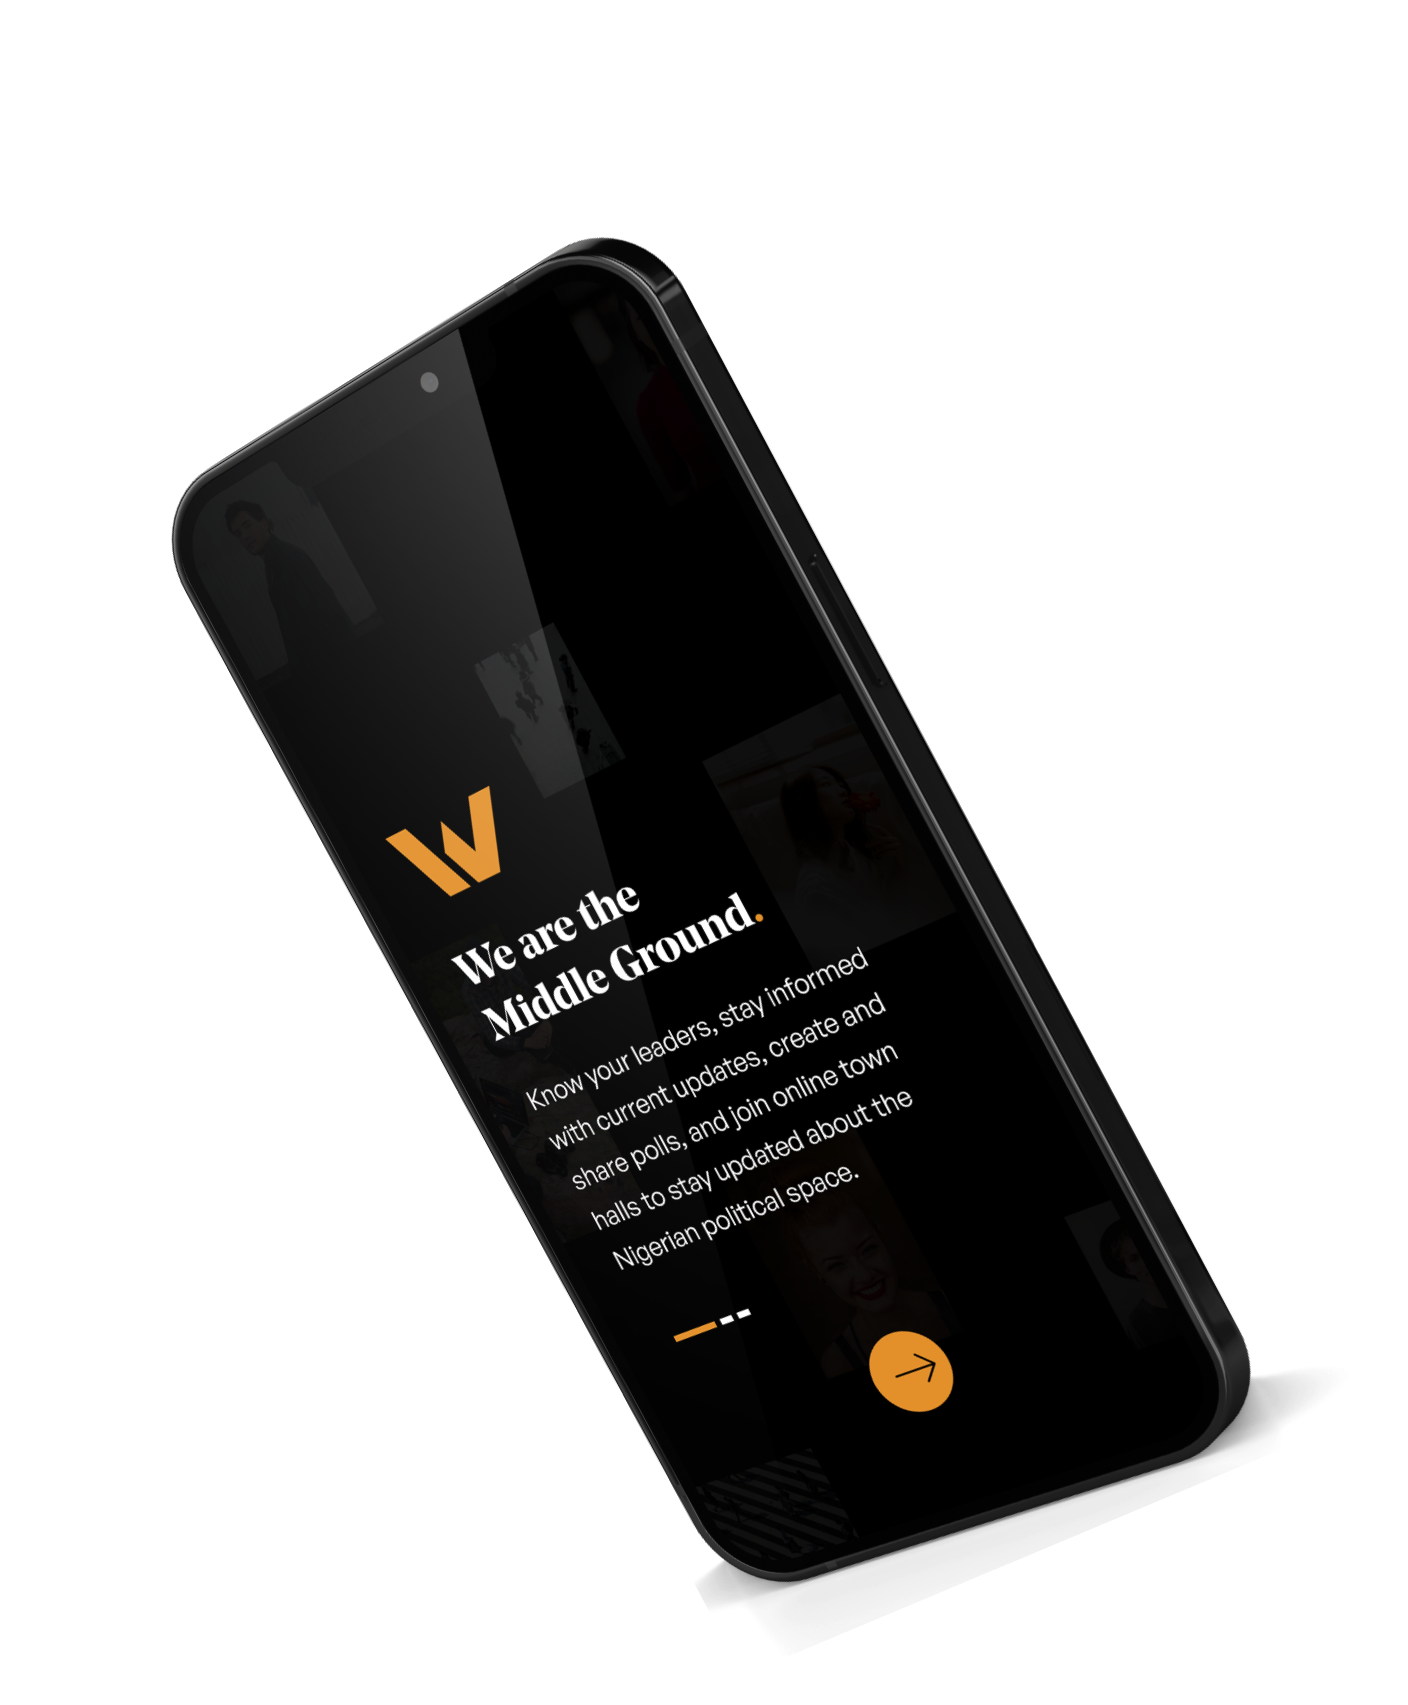 W
We are the
Middle Ground.
Know your leaders, stay informed
with current updates, create and
share polls, and join online town
halls to stay updated about the
Nigerian political space.